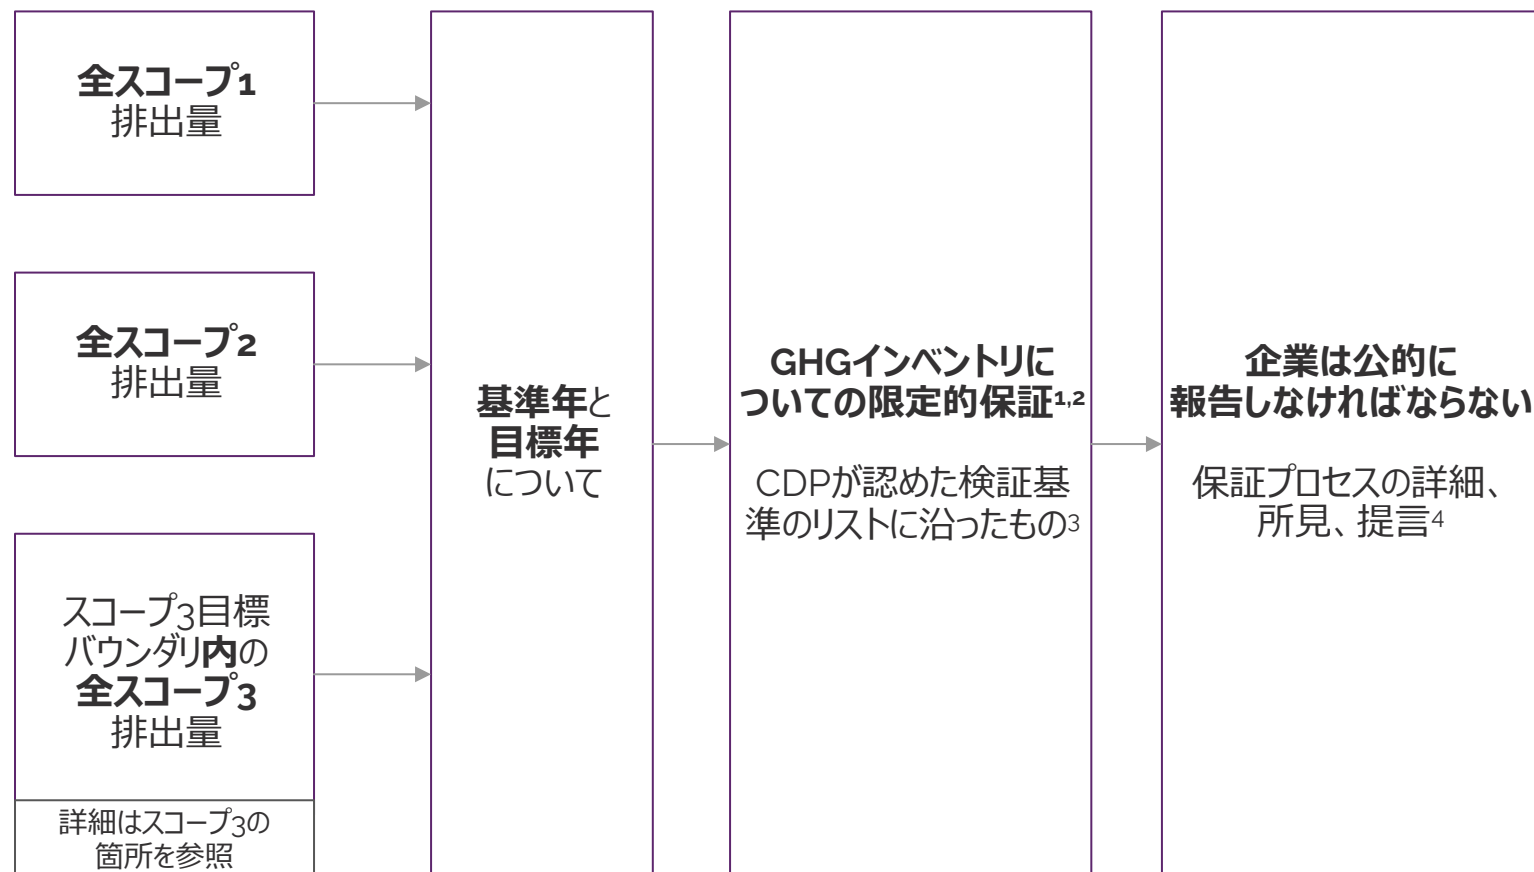 全スコープ1
排出量
全スコープ2
排出量
スコープ3目標
バウンダリ内の
全スコープ3
排出量
詳細はスコープ3の
箇所を参照
基準年と
目標年
について
GHGインベントリに
ついての限定的保証1,2
CDPが認めた検証基
準のリストに沿ったもの3
企業は公的に
報告しなければならない
保証プロセスの詳細、
所見、提言4